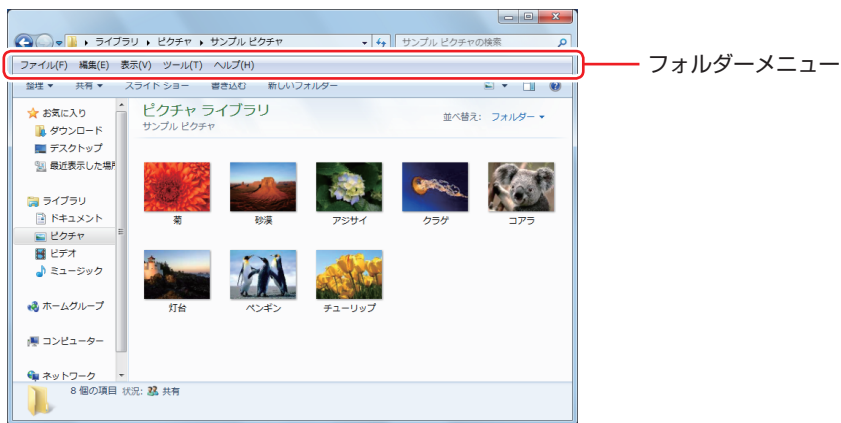 ライブラリ ▸ ピクチャ ▸ サンプル ピクチャ
サンプル ピクチャの検索
ファイル(F) 編集(E) 表示(V) ツール(T) ヘルプ(H)
フォルダーメニュー
整理 ▼ 共有 ▼ スライド ショー 書き込む 新しいフォルダー
お気に入り
ダウンロード
デスクトップ
最近表示した場所
ライブラリ
ドキュメント
ピクチャ
ビデオ
ミュージック
ホームグループ
コンピューター
ネットワーク
ピクチャ ライブラリ
サンプル ピクチャ
並べ替え: フォルダー ▼
菊 砂漠 アジサイ クラゲ コアラ
灯台 ペンギン チューリップ
8 個の項目 状況: 共有